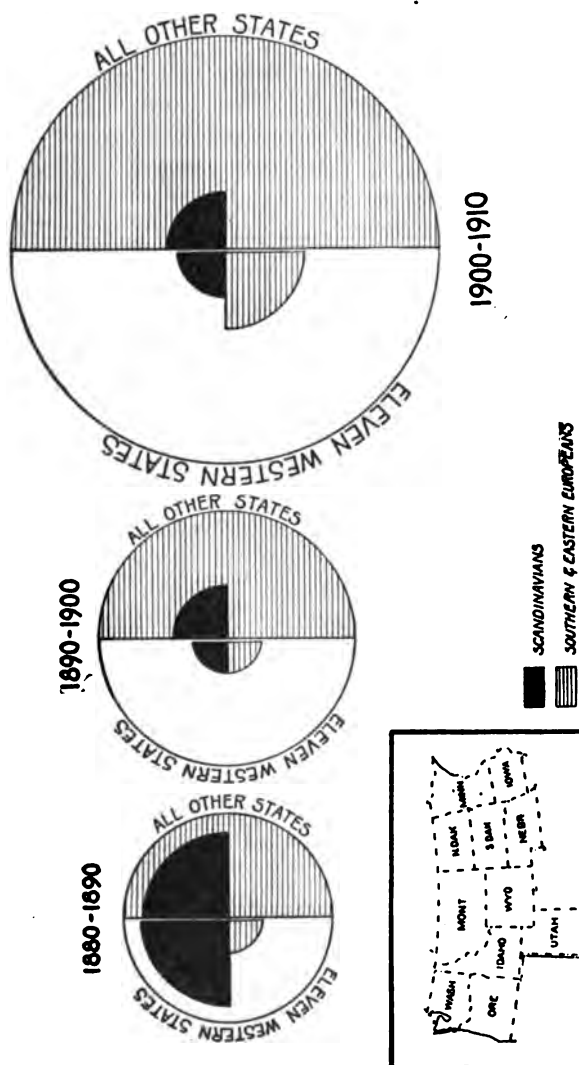 1880-1890
ALL OTHER STATES
ELEVEN WESTERN STATES
1890-1900
ALL OTHER STATES
ELEVEN WESTERN STATES
ALL OTHER STATES
ELEVEN WESTERN STATES
1900-1910
SCANDINAVIANS
SOUTHERN & EASTERN EUROPEANS
WASH
ORE
IDAHO
MONT
WYO
UTAH
N DAK
S DAK
NEBR
MINN
IOWA